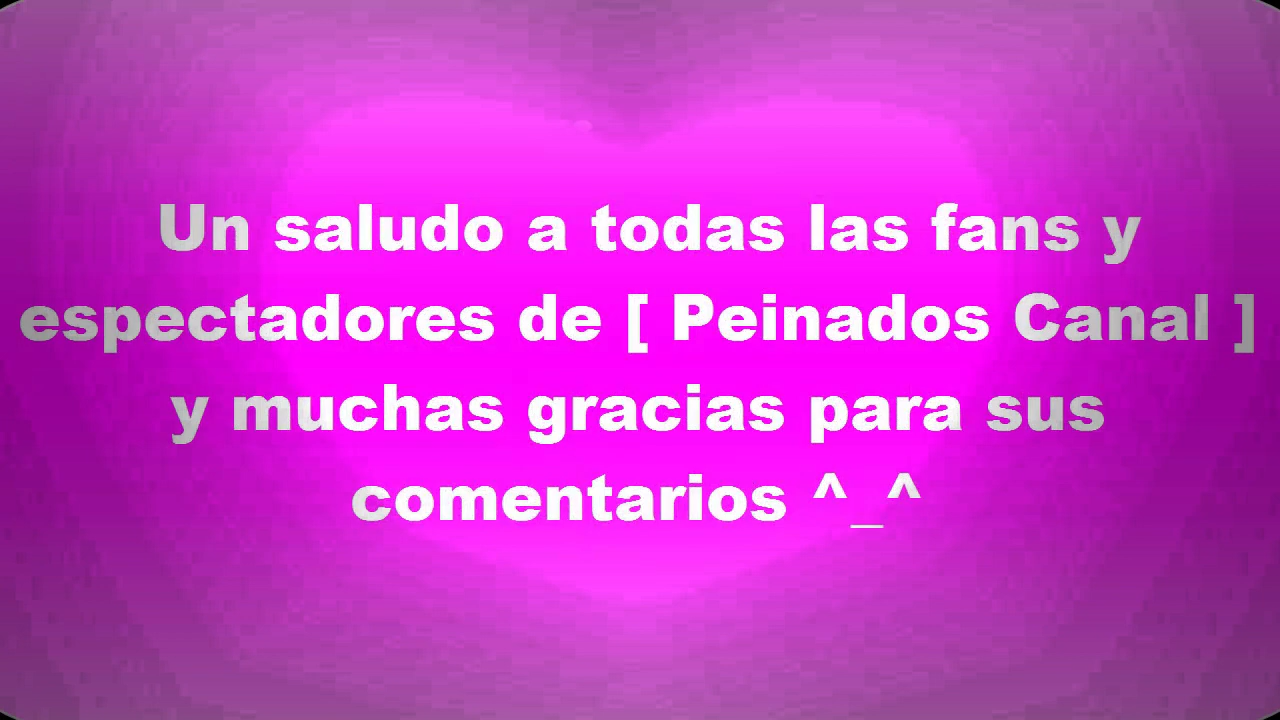 Un saludo a todas las fans y
espectadores de [ Peinados Canal ]
y muchas gracias para sus
comentarios ^_^